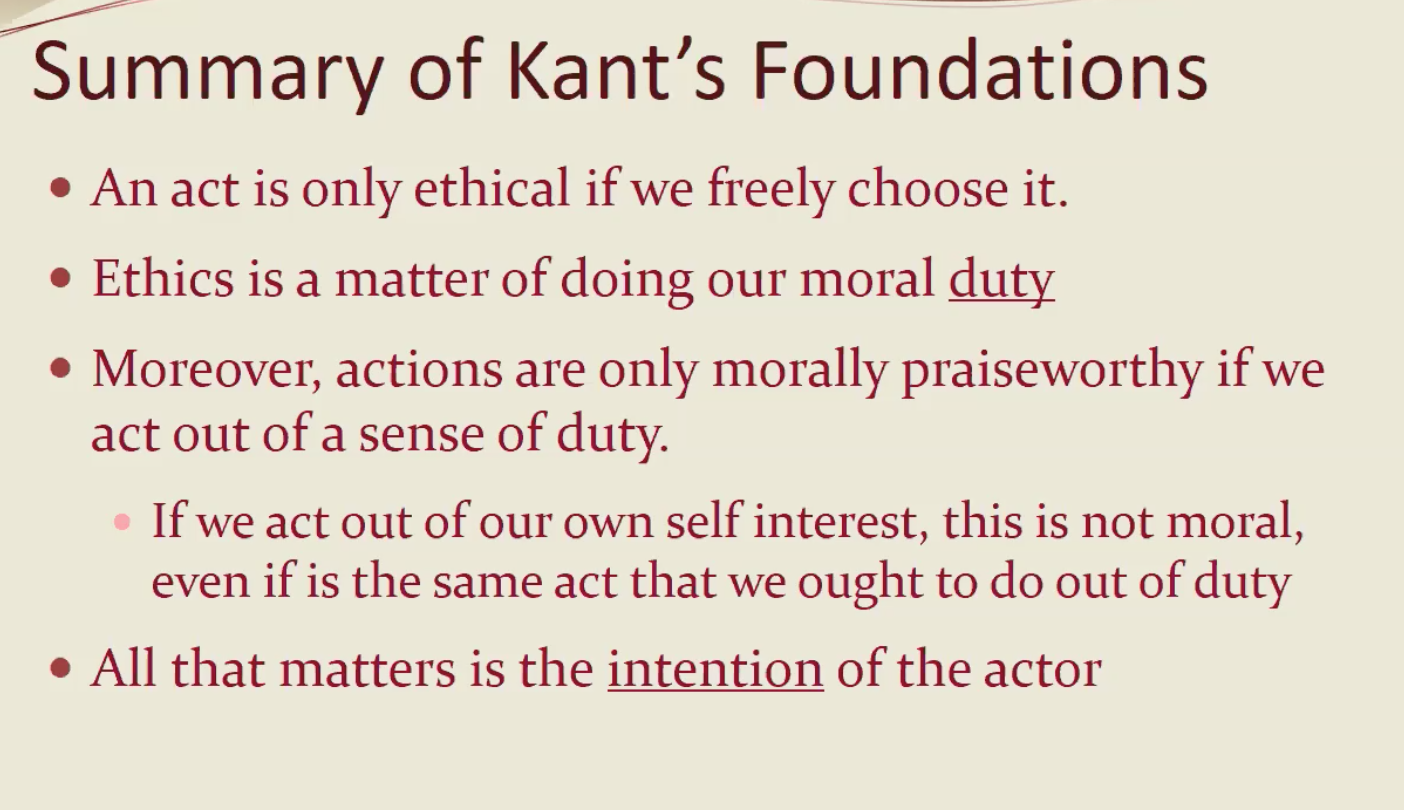 Summary of Kant’s Foundations
• An act is only ethical if we freely choose it.
• Ethics is a matter of doing our moral duty
• Moreover, actions are only morally praiseworthy if we
act out of a sense of duty.
• If we act out of our own self interest, this is not moral,
even if is the same act that we ought to do out of duty
• All that matters is the intention of the actor